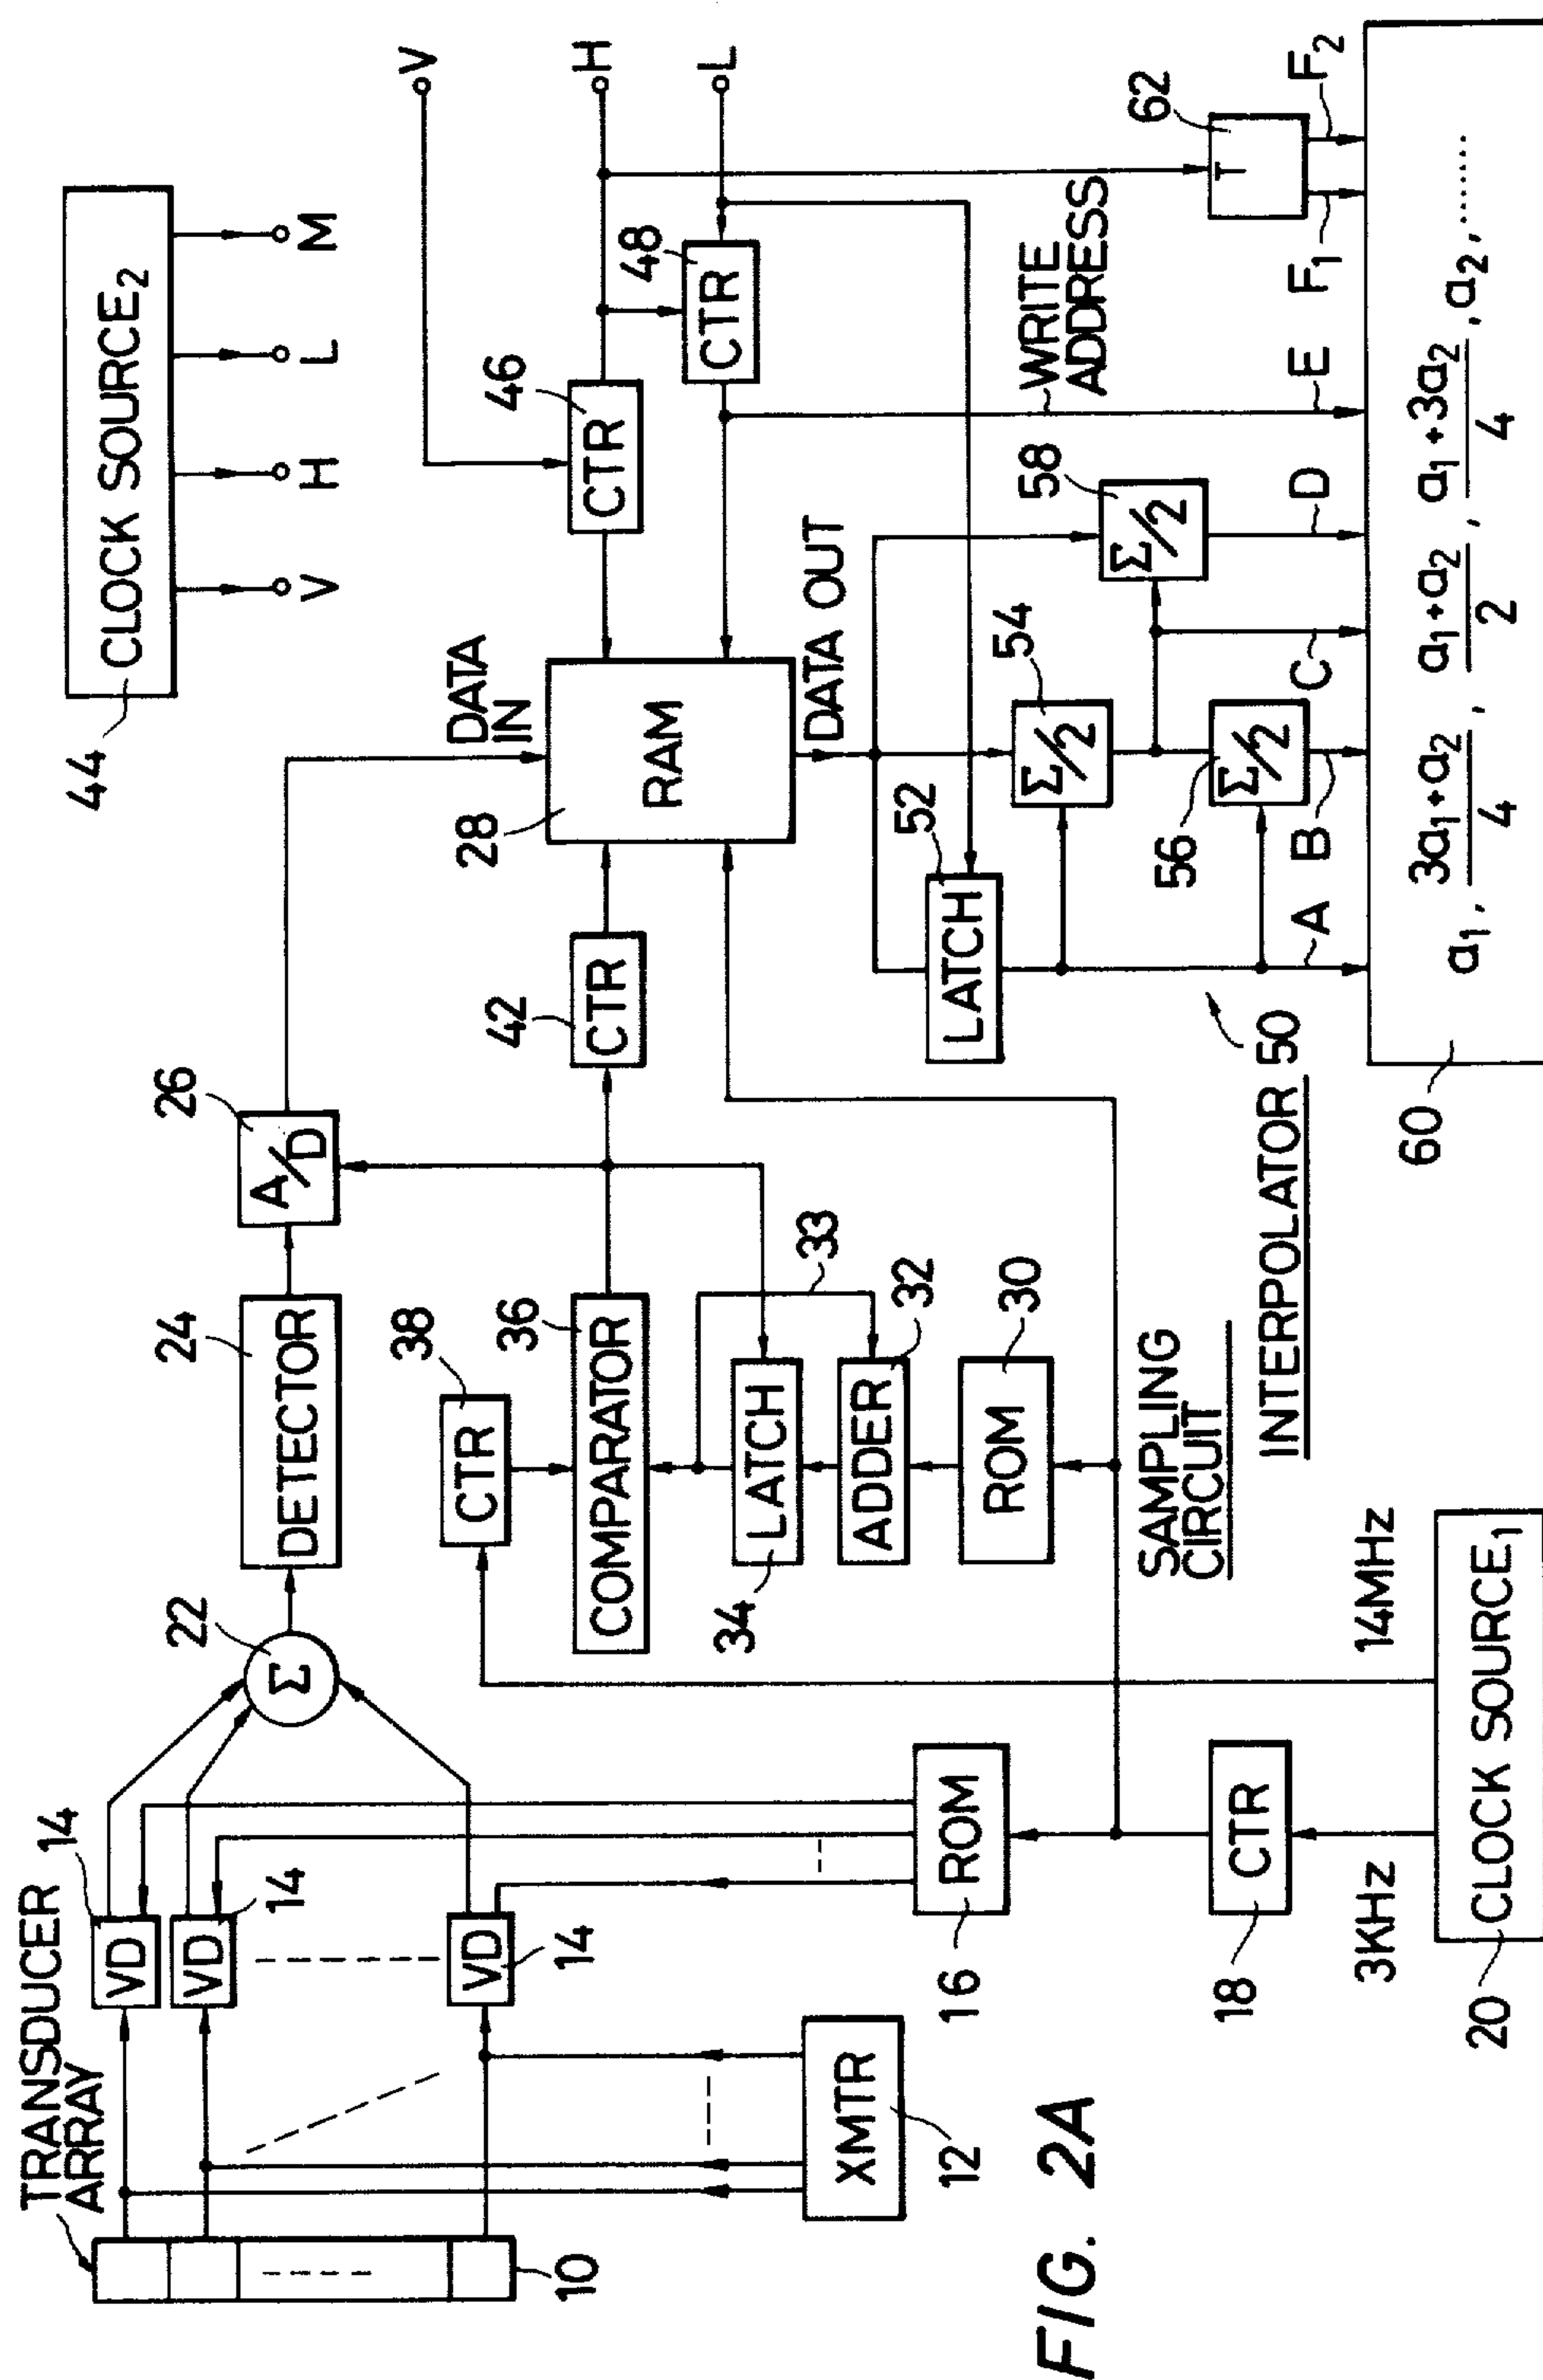 TRANSDUCER
ARRAY
10
14
VD
14
VD
14
VD
XMTR
12
22
Σ
24
DETECTOR
26
A/D
38
CTR
36
COMPARATOR
34
LATCH
33
ADDER
32
ROM
30
ROM
16
CTR
18
3KHz
14MHz
20
CLOCK SOURCE1
SAMPLING
CIRCUIT
42
CTR
DATA
IN
28
RAM
DATA OUT
44
CLOCK SOURCE2
V
H
L
M
V
H
L
46
CTR
48
CTR
52
LATCH
54
Σ/2
56
Σ/2
58
Σ/2
WRITE
ADDRESS
62
T
INTERPOLATOR 50
A
B
C
D
E
F1
F2
60
a1, 3a1+a2/4, a1+a2/2, a1+3a2/4, a2, .......
FIG. 2A